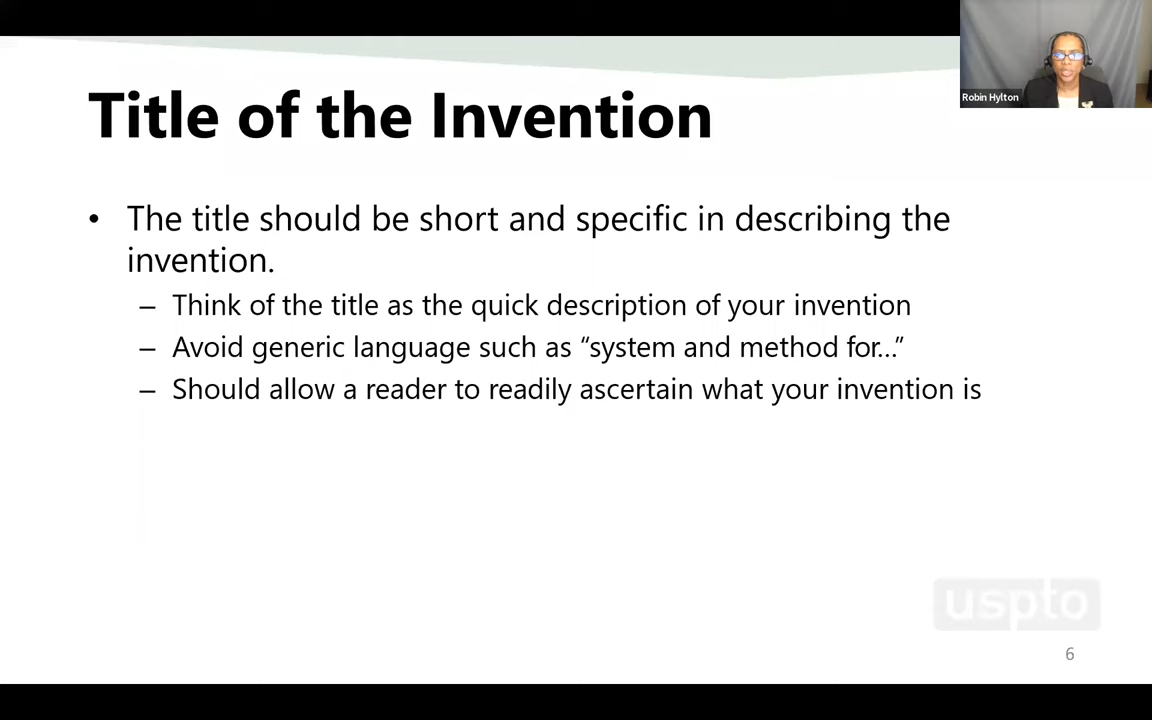 Robin Hylton
Title of the Invention
• The title should be short and specific in describing the
invention.
– Think of the title as the quick description of your invention
– Avoid generic language such as “system and method for...”
– Should allow a reader to readily ascertain what your invention is
uspto
6